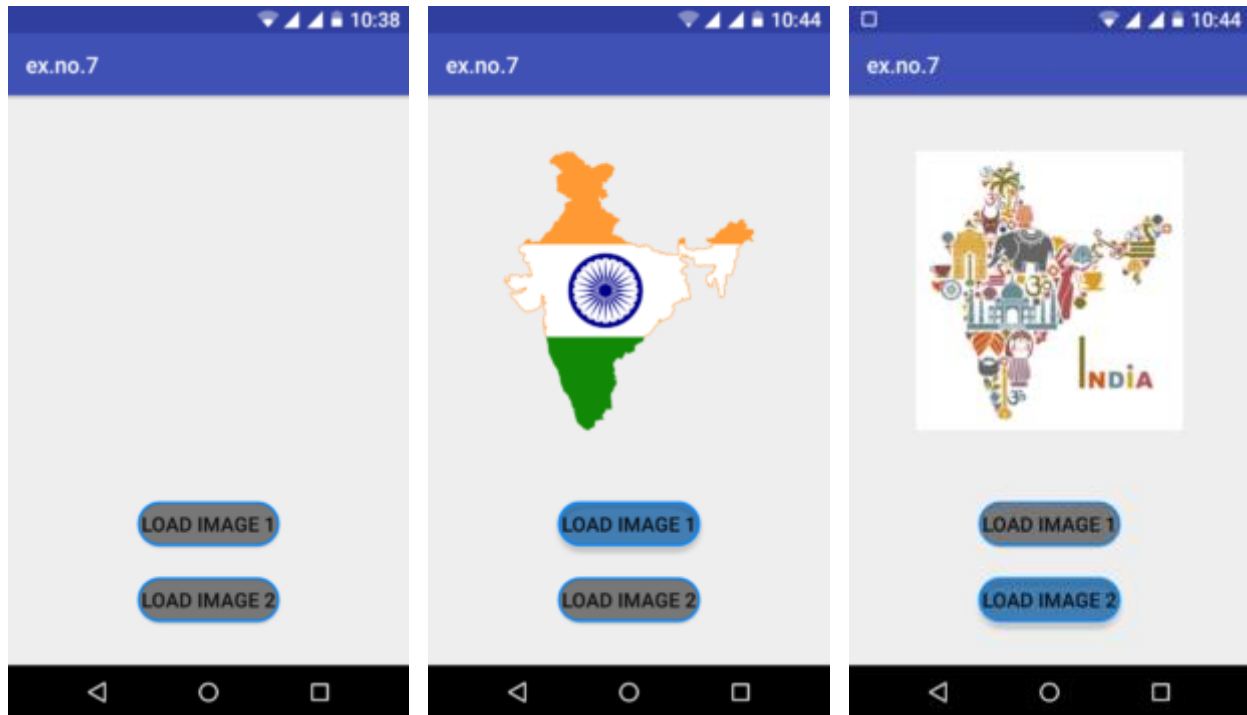 10:38
ex.no.7
LOAD IMAGE 1
LOAD IMAGE 2
10:44
ex.no.7
LOAD IMAGE 1
LOAD IMAGE 2
10:44
ex.no.7
ॐ
ॐ
ॐ
INDIA
LOAD IMAGE 1
LOAD IMAGE 2